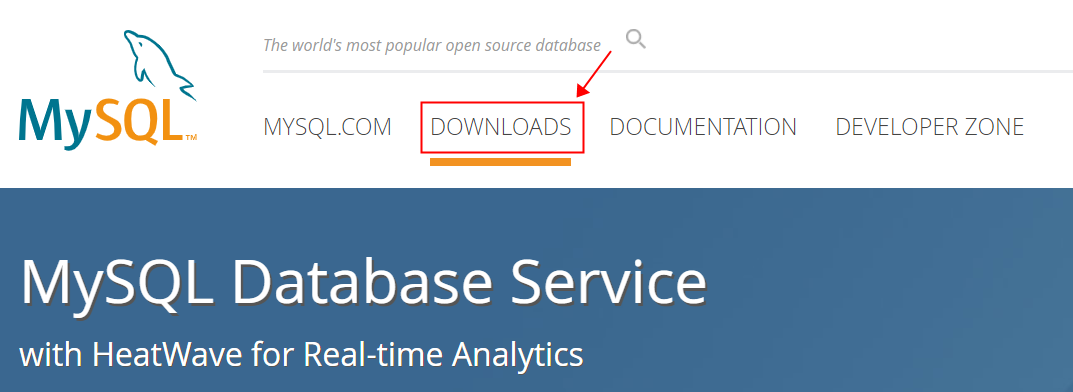 The world's most popular open source database
MySQL™
MYSQL.COM DOWNLOADS DOCUMENTATION DEVELOPER ZONE
MySQL Database Service
with HeatWave for Real-time Analytics